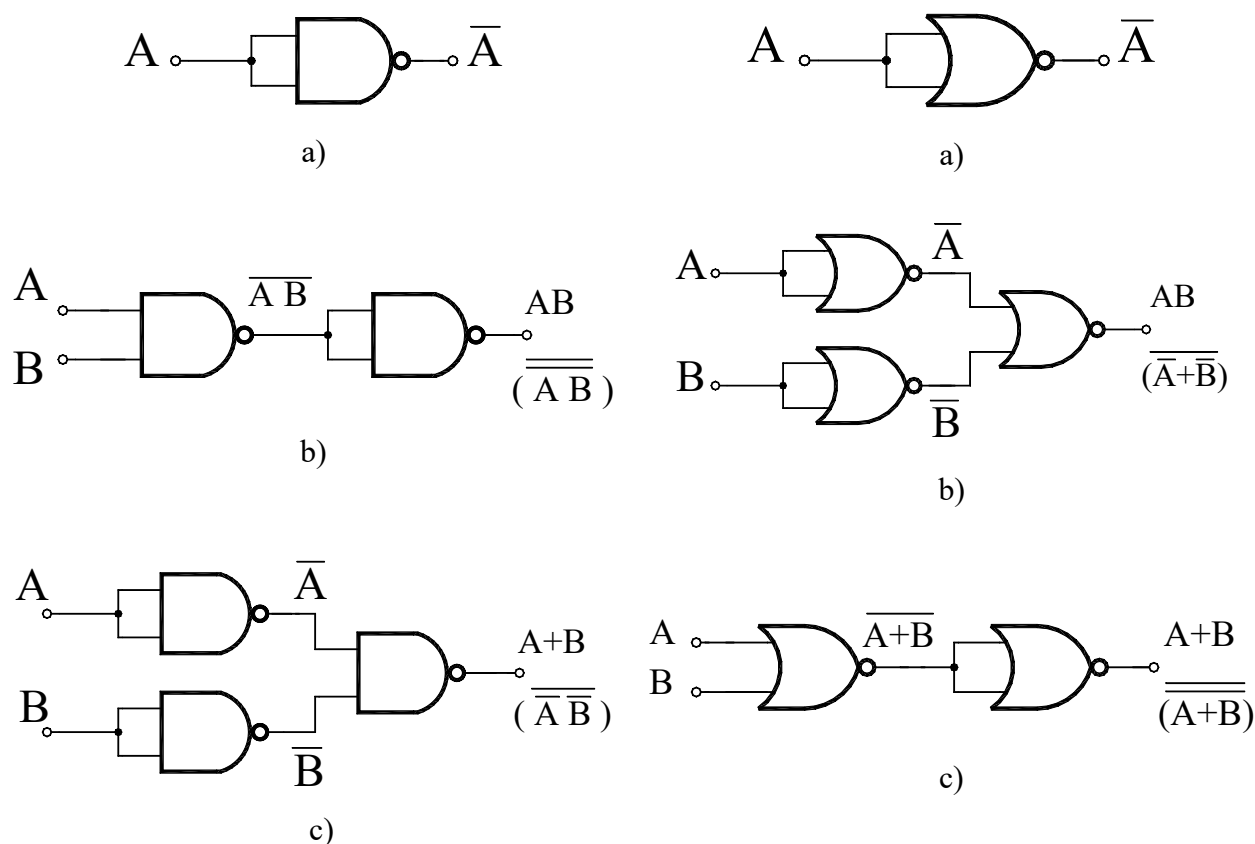 A A̅
a)
A A̅
a)
A
B
A̅ ̅B̅
AB
( A̿ ̿B̿ )
b)
A
A̅
B
B̅
AB
(A̅+B̅)̅
b)
A
A̅
B
B̅
A+B
( A̅ B̅ )̅
c)
A
B
A̅+̅B̅
A+B
(A̿+̿B̿)
c)